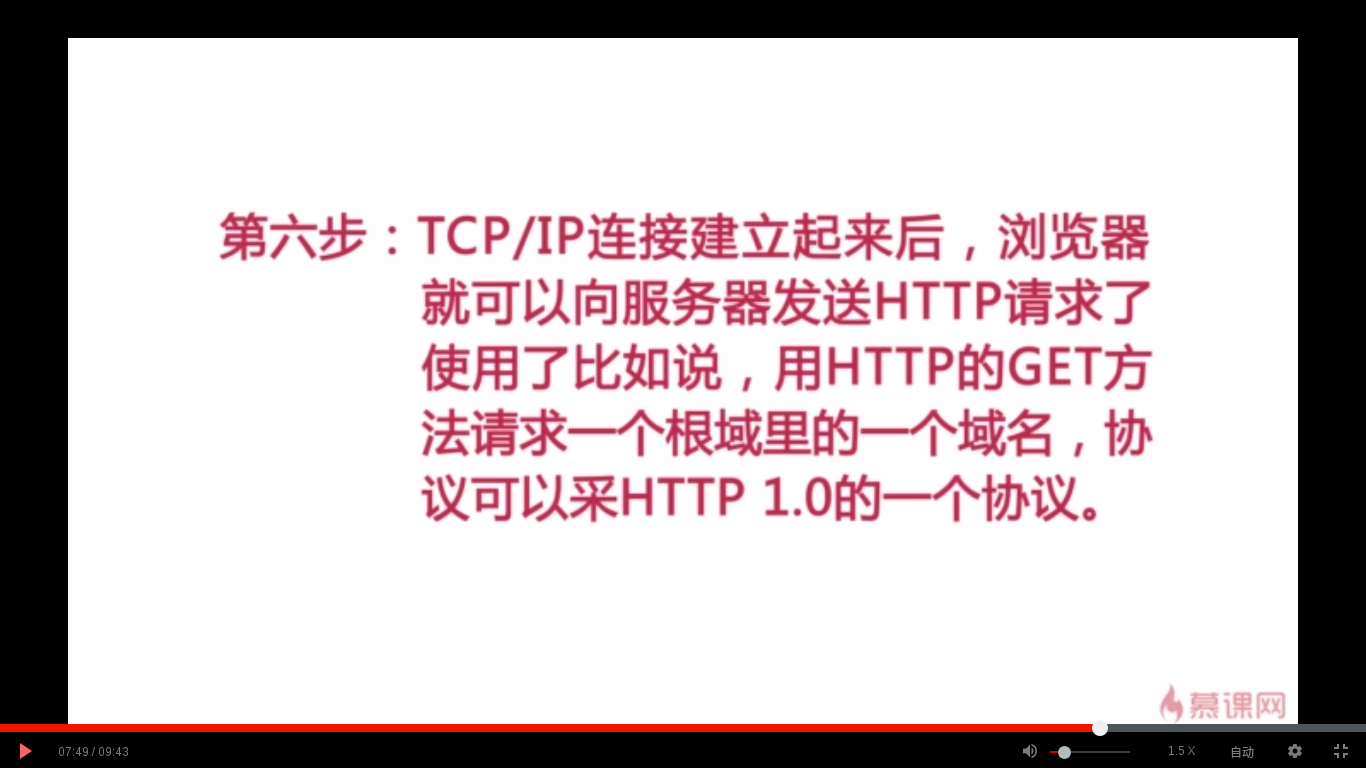 第六步：TCP/IP连接建立起来后，浏览器
就可以向服务器发送HTTP请求了
使用了比如说，用HTTP的GET方
法请求一个根域里的一个域名，协
议可以采HTTP 1.0的一个协议。
慕课网
07:49 / 09:43
1.5 X
自动